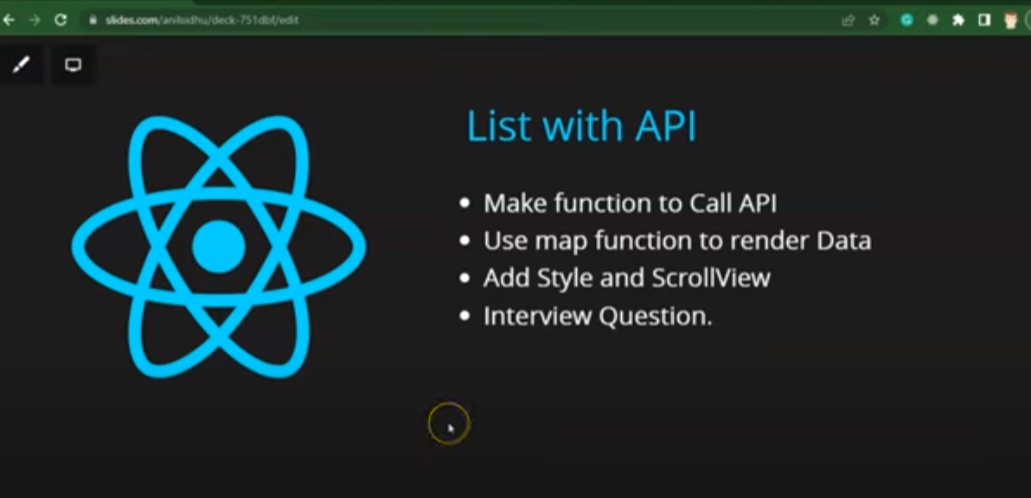 slides.com/anilsidhu/deck-751dbf/edit
List with API
Make function to Call API
Use map function to render Data
Add Style and ScrollView
Interview Question.